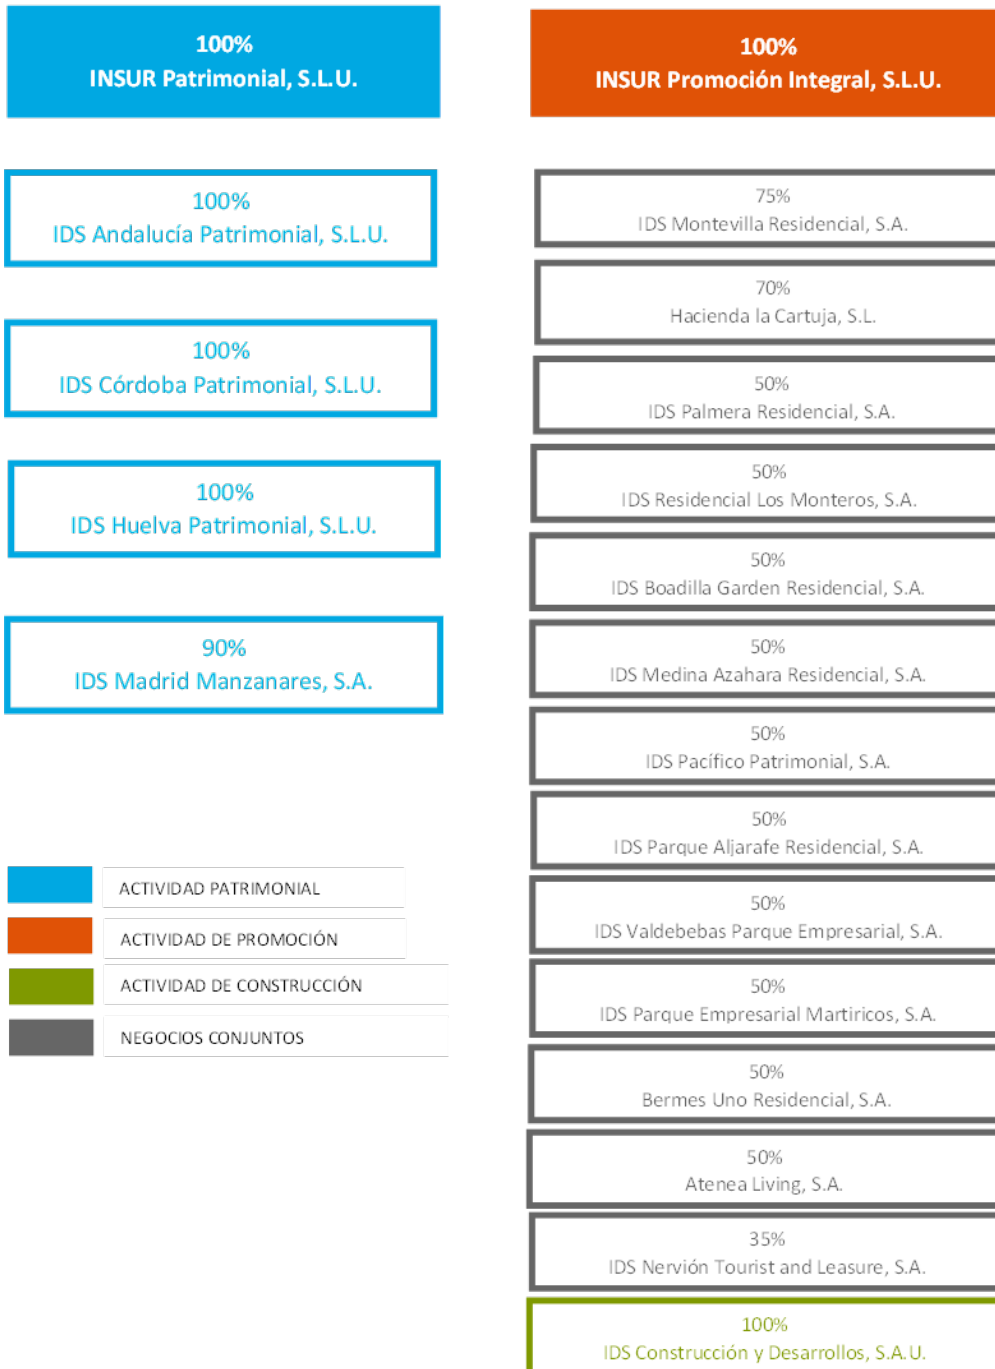 100%
INSUR Patrimonial, S.L.U.
100%
IDS Andalucía Patrimonial, S.L.U.
100%
IDS Córdoba Patrimonial, S.L.U.
100%
IDS Huelva Patrimonial, S.L.U.
90%
IDS Madrid Manzanares, S.A.
ACTIVIDAD PATRIMONIAL
ACTIVIDAD DE PROMOCIÓN
ACTIVIDAD DE CONSTRUCCIÓN
NEGOCIOS CONJUNTOS
100%
INSUR Promoción Integral, S.L.U.
75%
IDS Montevilla Residencial, S.A.
70%
Hacienda la Cartuja, S.L.
50%
IDS Palmera Residencial, S.A.
50%
IDS Residencial Los Monteros, S.A.
50%
IDS Boadilla Garden Residencial, S.A.
50%
IDS Medina Azahara Residencial, S.A.
50%
IDS Pacífico Patrimonial, S.A.
50%
IDS Parque Aljarafe Residencial, S.A.
50%
IDS Valdebebas Parque Empresarial, S.A.
50%
IDS Parque Empresarial Martiricos, S.A.
50%
Bermes Uno Residencial, S.A.
50%
Atenea Living, S.A.
35%
IDS Nervión Tourist and Leasure, S.A.
100%
IDS Construcción y Desarrollos, S.A.U.